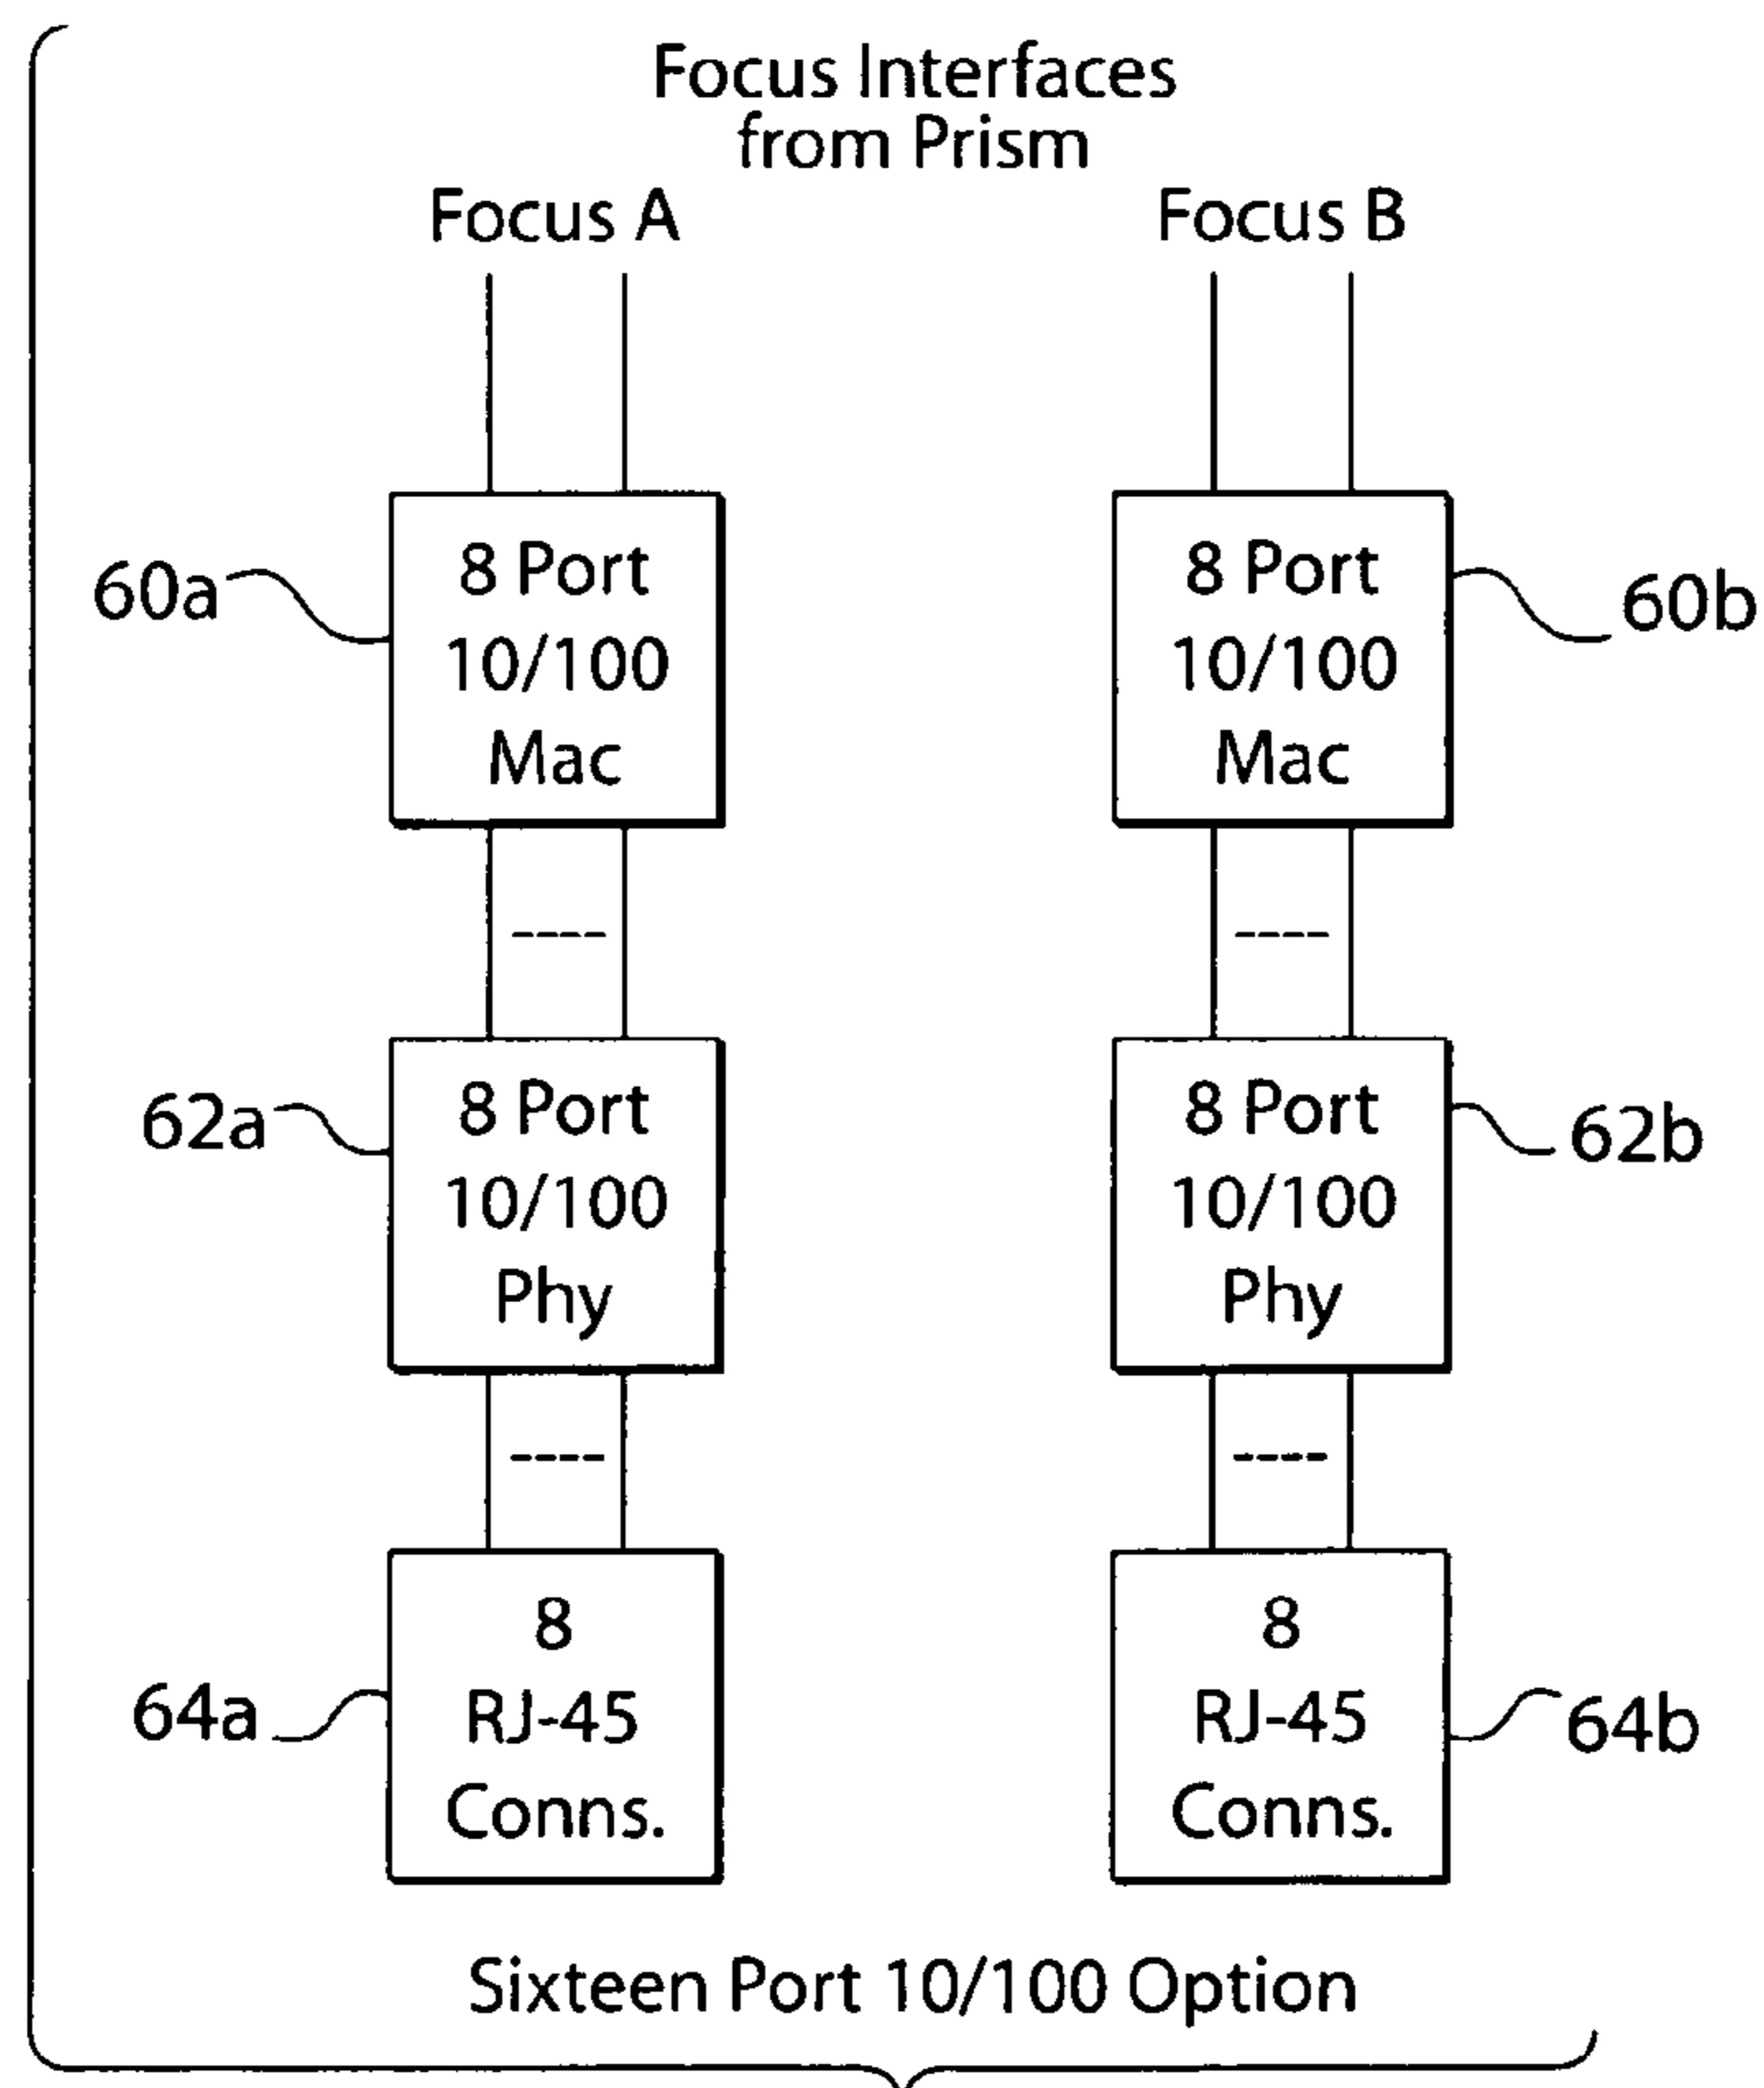 Focus Interfaces
from Prism
Focus A
Focus B
60a
8 Port
10/100
Mac
8 Port
10/100
Mac
60b
62a
8 Port
10/100
Phy
8 Port
10/100
Phy
62b
64a
8
RJ-45
Conns.
8
RJ-45
Conns.
64b
Sixteen Port 10/100 Option